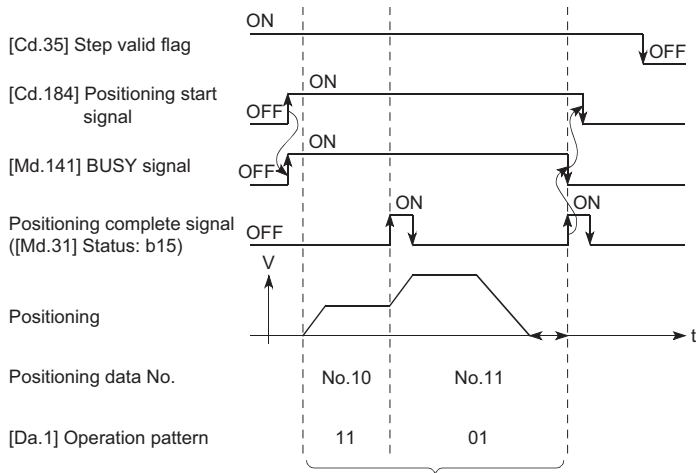 ON
[Cd.35] Step valid flag
OFF
[Cd.184] Positioning start
signal
ON
OFF
[Md.141] BUSY signal
ON
OFF
Positioning complete signal
([Md.31] Status: b15)
OFF
ON
ON
V
Positioning
t
Positioning data No.
No.10
No.11
[Da.1] Operation pattern
11
01